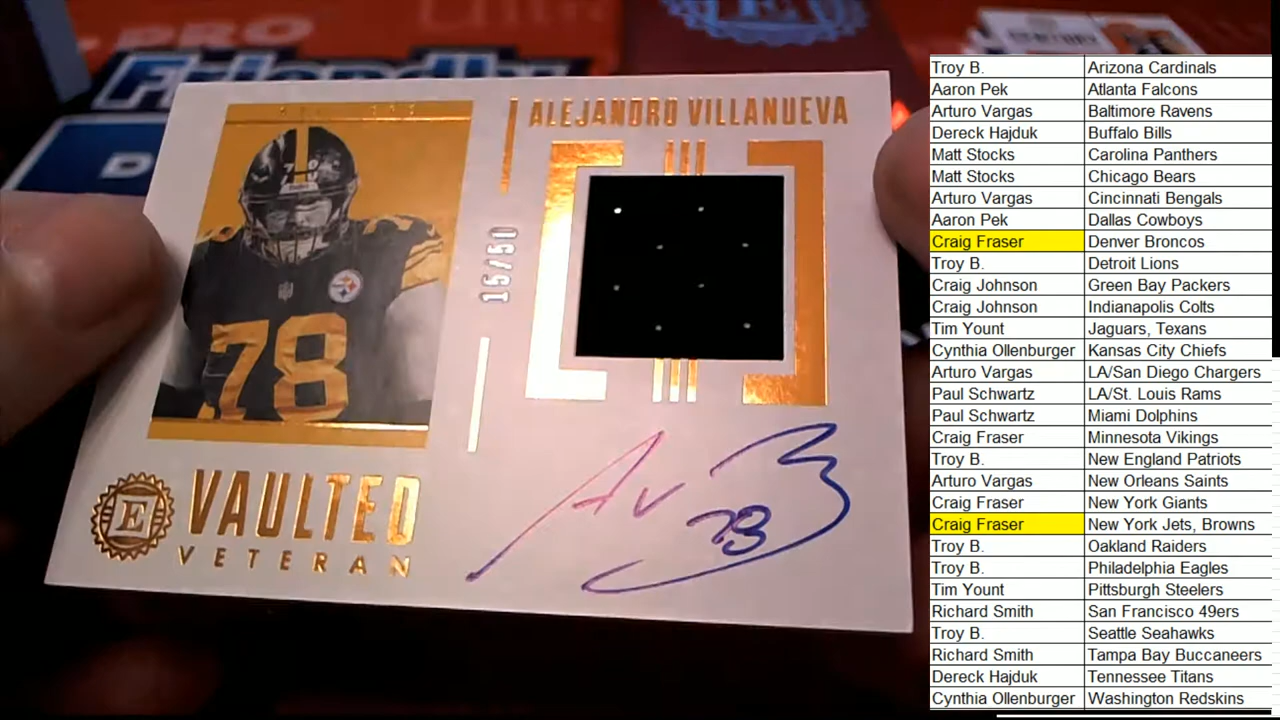 PRO
Friendly
D
E
ALEJANDRO VILLANUEVA
78
78
15/50
E
VAULTED
VETERAN
AV 78
Troy B. Arizona Cardinals
Aaron Pek Atlanta Falcons
Arturo Vargas Baltimore Ravens
Dereck Hajduk Buffalo Bills
Matt Stocks Carolina Panthers
Matt Stocks Chicago Bears
Arturo Vargas Cincinnati Bengals
Aaron Pek Dallas Cowboys
Craig Fraser Denver Broncos
Troy B. Detroit Lions
Craig Johnson Green Bay Packers
Craig Johnson Indianapolis Colts
Tim Yount Jaguars, Texans
Cynthia Ollenburger Kansas City Chiefs
Arturo Vargas LA/San Diego Chargers
Paul Schwartz LA/St. Louis Rams
Paul Schwartz Miami Dolphins
Craig Fraser Minnesota Vikings
Troy B. New England Patriots
Arturo Vargas New Orleans Saints
Craig Fraser New York Giants
Craig Fraser New York Jets, Browns
Troy B. Oakland Raiders
Troy B. Philadelphia Eagles
Tim Yount Pittsburgh Steelers
Richard Smith San Francisco 49ers
Troy B. Seattle Seahawks
Richard Smith Tampa Bay Buccaneers
Dereck Hajduk Tennessee Titans
Cynthia Ollenburger Washington Redskins